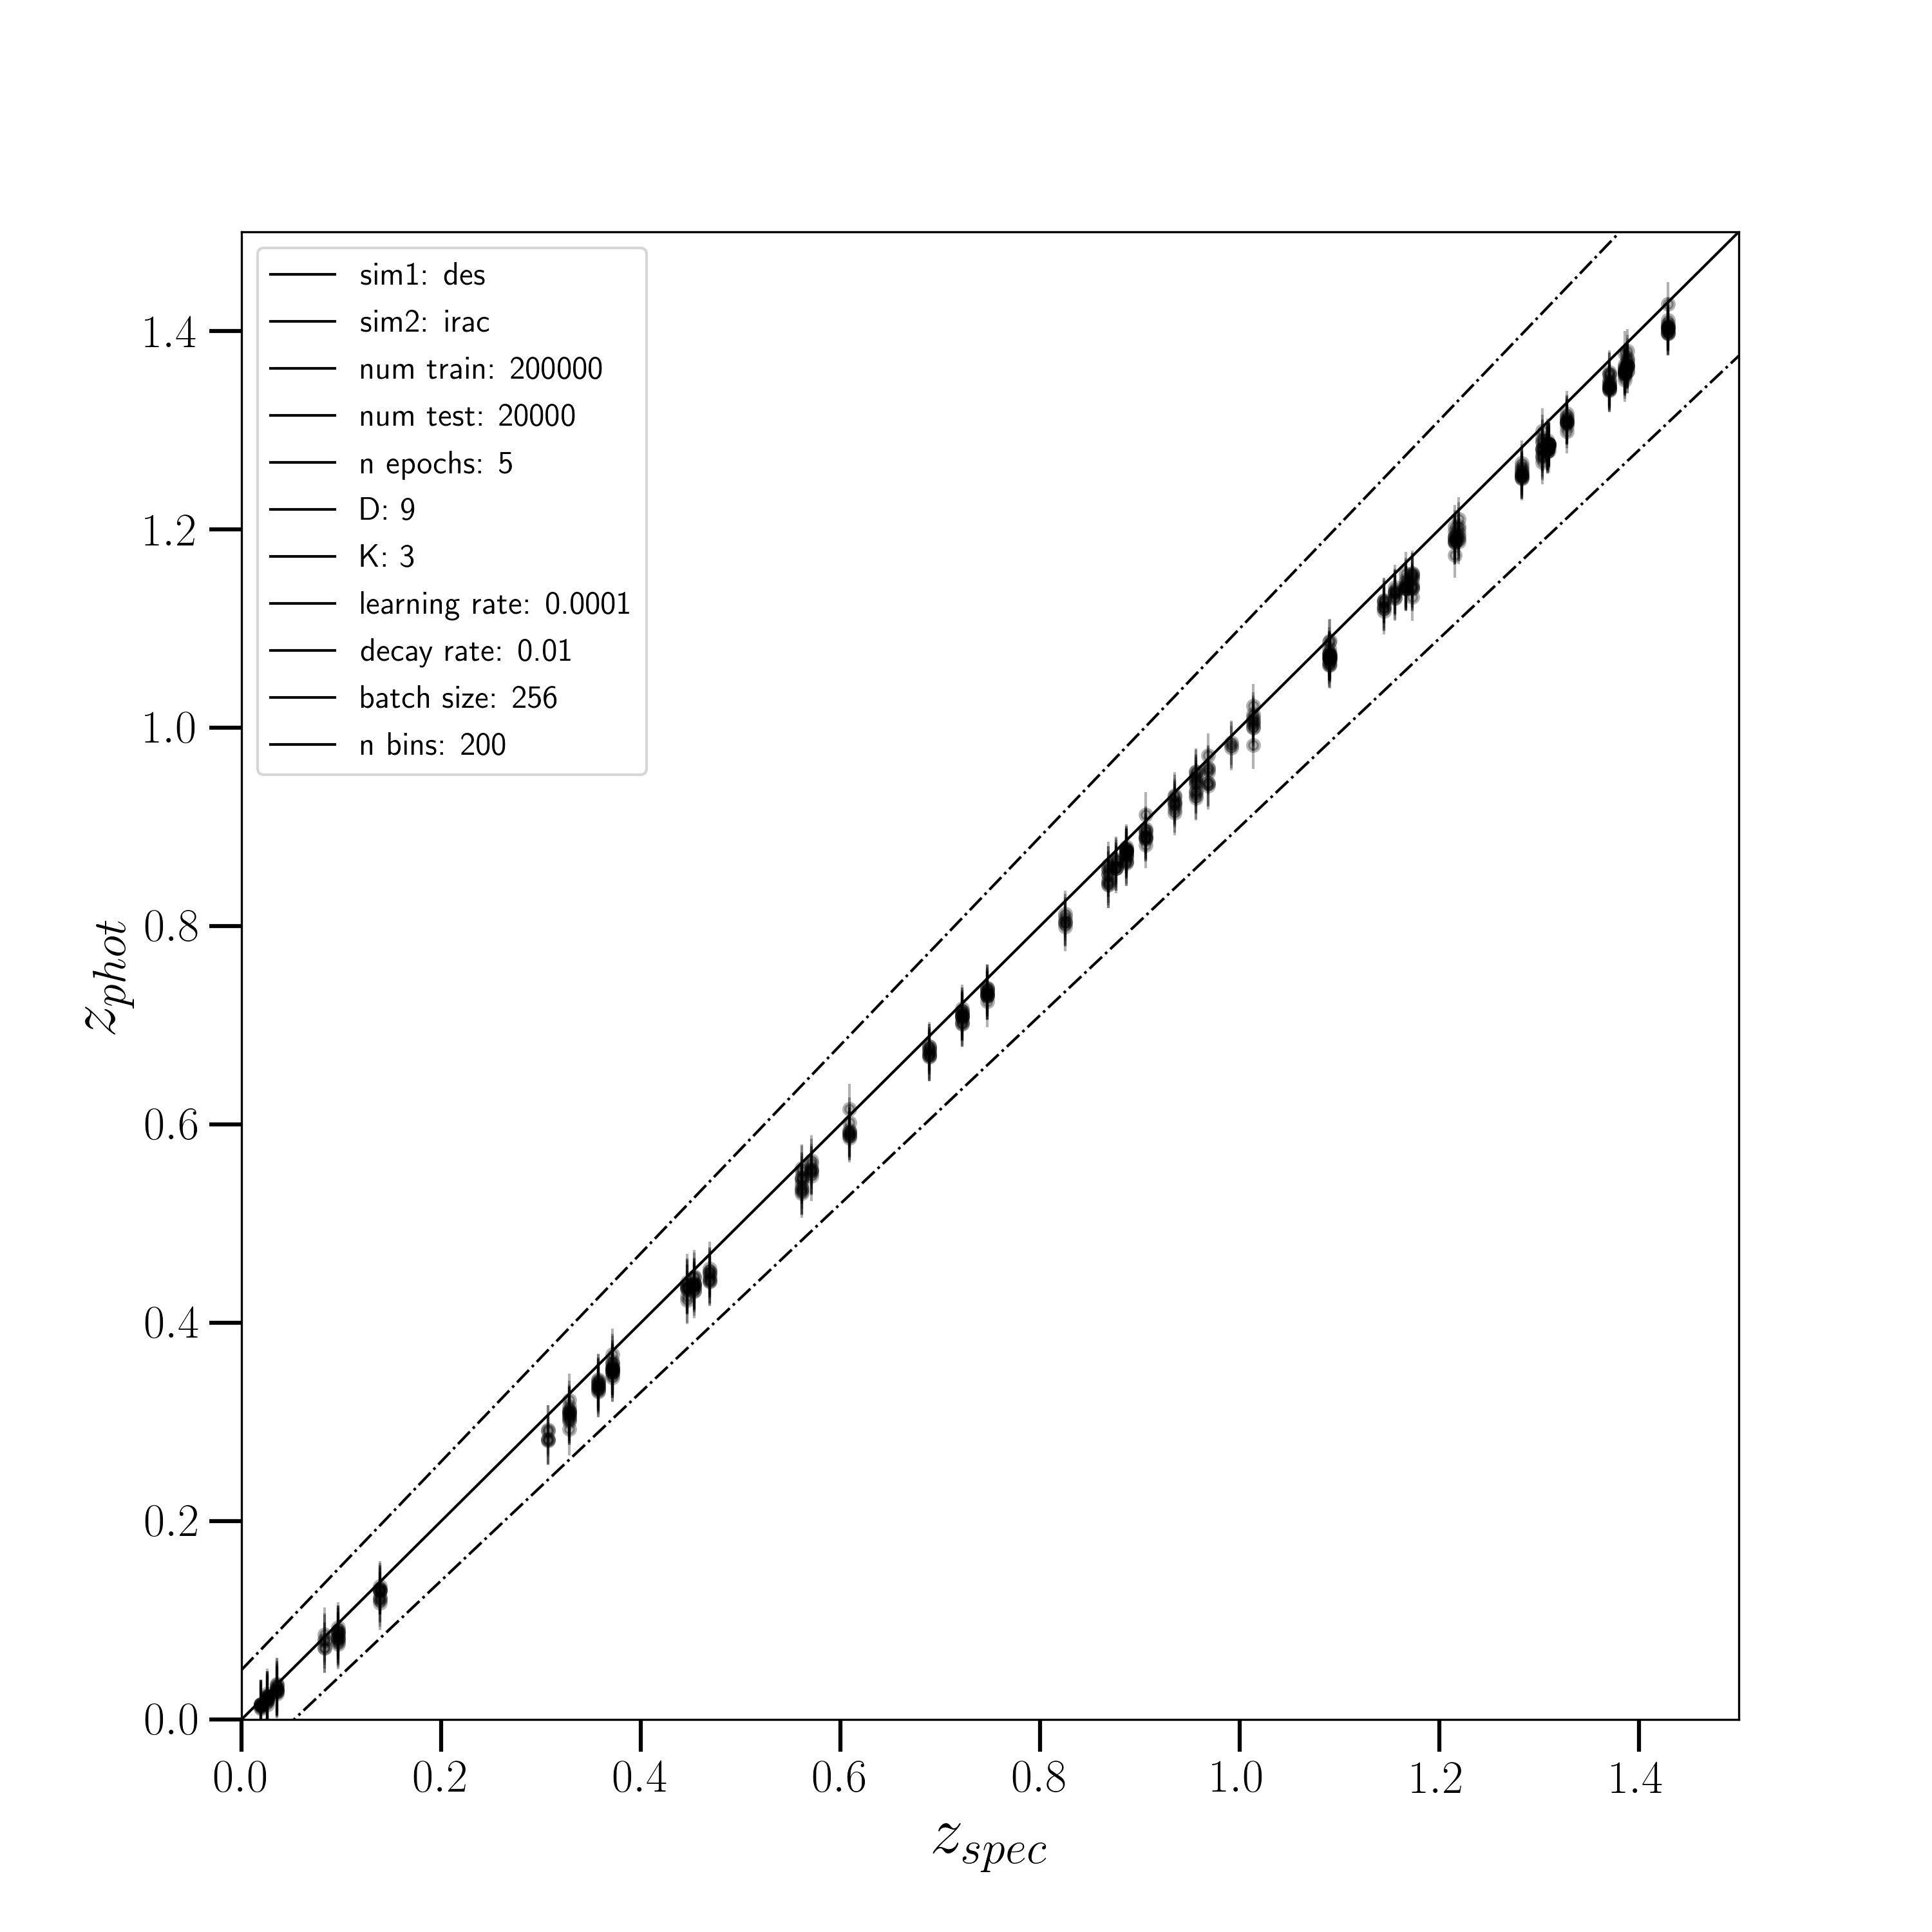 sim1: des
sim2: irac
num train: 200000
num test: 20000
n epochs: 5
D: 9
K: 3
learning rate: 0.0001
decay rate: 0.01
batch size: 256
n bins: 200
1.4
1.2
1.0
0.8
0.6
0.4
0.2
0.0
z_phot
0.0 0.2 0.4 0.6 0.8 1.0 1.2 1.4
z_spec